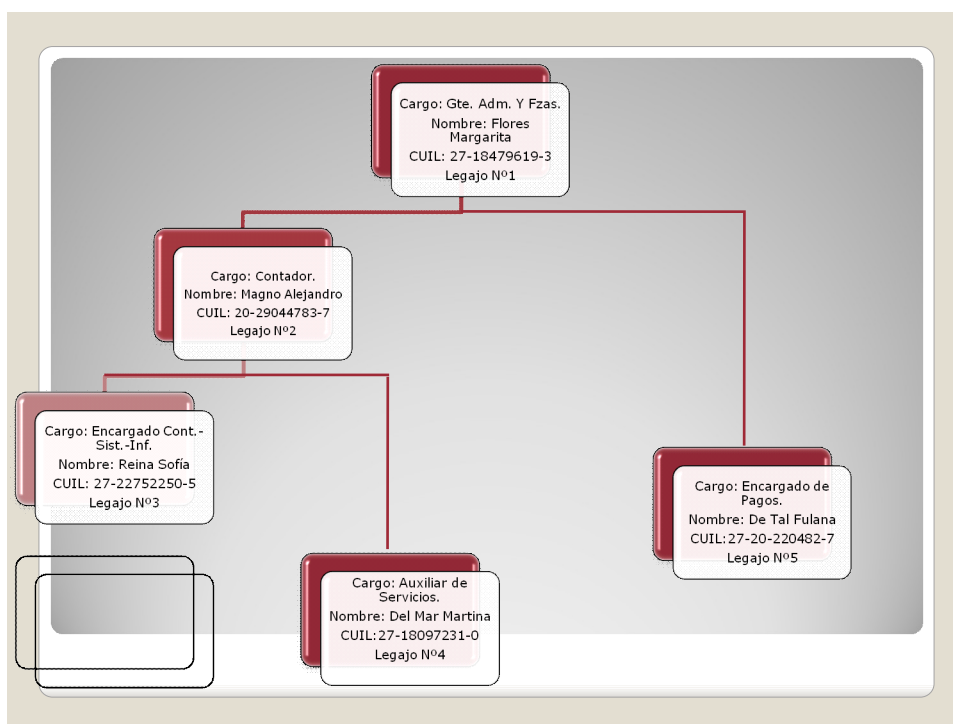 Cargo: Gte. Adm. Y Fzas.
Nombre: Flores
Margarita
CUIL: 27-18479619-3
Legajo Nº1
Cargo: Contador.
Nombre: Magno Alejandro
CUIL: 20-29044783-7
Legajo Nº2
Cargo: Encargado Cont.-
Sist.-Inf.
Nombre: Reina Sofía
CUIL: 27-22752250-5
Legajo Nº3
Cargo: Auxiliar de
Servicios.
Nombre: Del Mar Martina
CUIL:27-18097231-0
Legajo Nº4
Cargo: Encargado de
Pagos.
Nombre: De Tal Fulana
CUIL:27-20-220482-7
Legajo Nº5